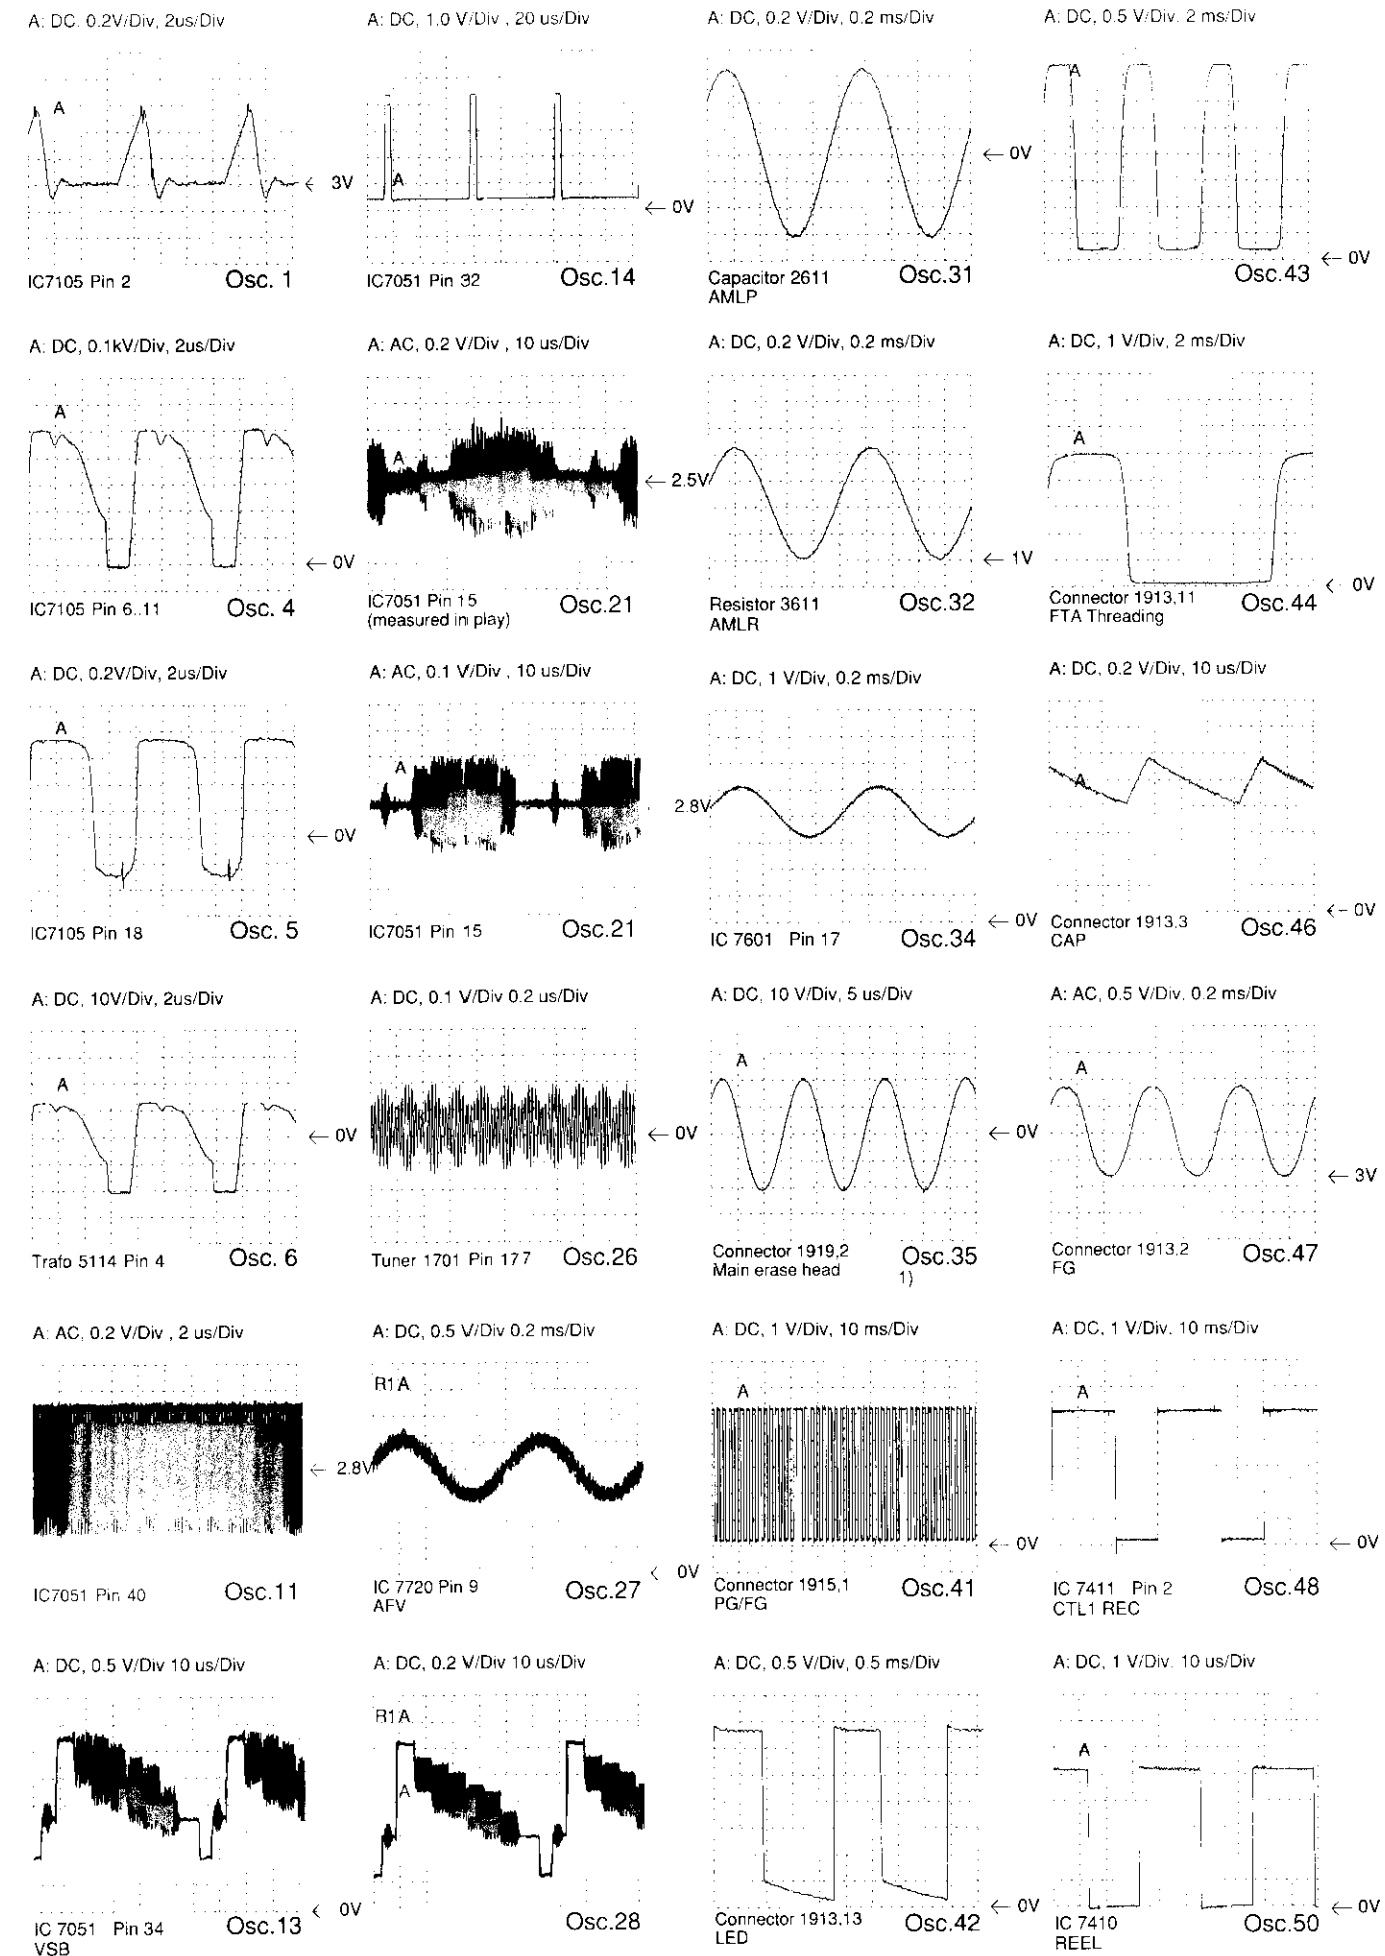 A: DC. 0.2V/Div, 2us/Div
A
← 3V
IC7105 Pin 2
Osc. 1
A: DC, 1.0 V/Div , 20 us/Div
A
← 0V
IC7051 Pin 32
Osc.14
A: DC, 0.2 V/Div, 0.2 ms/Div
← 0V
Capacitor 2611
AMLP
Osc.31
A: DC, 0.5 V/Div. 2 ms/Div
A
← 0V
Osc.43
A: DC, 0.1kV/Div, 2us/Div
A
← 0V
IC7105 Pin 6..11
Osc. 4
A: AC, 0.2 V/Div , 10 us/Div
A
← 2.5V
IC7051 Pin 15
(measured in play)
Osc.21
A: DC, 0.2 V/Div, 0.2 ms/Div
← 1V
Resistor 3611
AMLR
Osc.32
A: DC, 1 V/Div, 2 ms/Div
A
← 0V
Connector 1913,11
FTA Threading
Osc.44
A: DC, 0.2V/Div, 2us/Div
A
← 0V
IC7105 Pin 18
Osc. 5
A: AC, 0.1 V/Div , 10 us/Div
A
IC7051 Pin 15
Osc.21
A: DC, 1 V/Div, 0.2 ms/Div
2.8V
← 0V
IC 7601 Pin 17
Osc.34
A: DC, 0.2 V/Div, 10 us/Div
A
← 0V
Connector 1913.3
CAP
Osc.46
A: DC, 10V/Div, 2us/Div
A
← 0V
Trafo 5114 Pin 4
Osc. 6
A: DC, 0.1 V/Div 0.2 us/Div
← 0V
Tuner 1701 Pin 177
Osc.26
A: DC, 10 V/Div, 5 us/Div
A
← 0V
Connector 1919,2
Main erase head
1)
Osc.35
A: AC, 0.5 V/Div. 0.2 ms/Div
A
← 3V
Connector 1913.2
FG
Osc.47
A: AC, 0.2 V/Div , 2 us/Div
← 2.8V
IC7051 Pin 40
Osc.11
A: DC, 0.5 V/Div 0.2 ms/Div
R1A
0V
IC 7720 Pin 9
AFV
Osc.27
A: DC, 1 V/Div, 10 ms/Div
A
← 0V
Connector 1915,1
PG/FG
Osc.41
A: DC, 1 V/Div. 10 ms/Div
A
← 0V
IC 7411 Pin 2
CTL1 REC
Osc.48
A: DC, 0.5 V/Div 10 us/Div
0V
IC 7051 Pin 34
VSB
Osc.13
A: DC, 0.2 V/Div 10 us/Div
R1A
A
Osc.28
A: DC, 0.5 V/Div, 0.5 ms/Div
← 0V
Connector 1913,13
LED
Osc.42
A: DC, 1 V/Div. 10 us/Div
A
← 0V
IC 7410
REEL
Osc.50